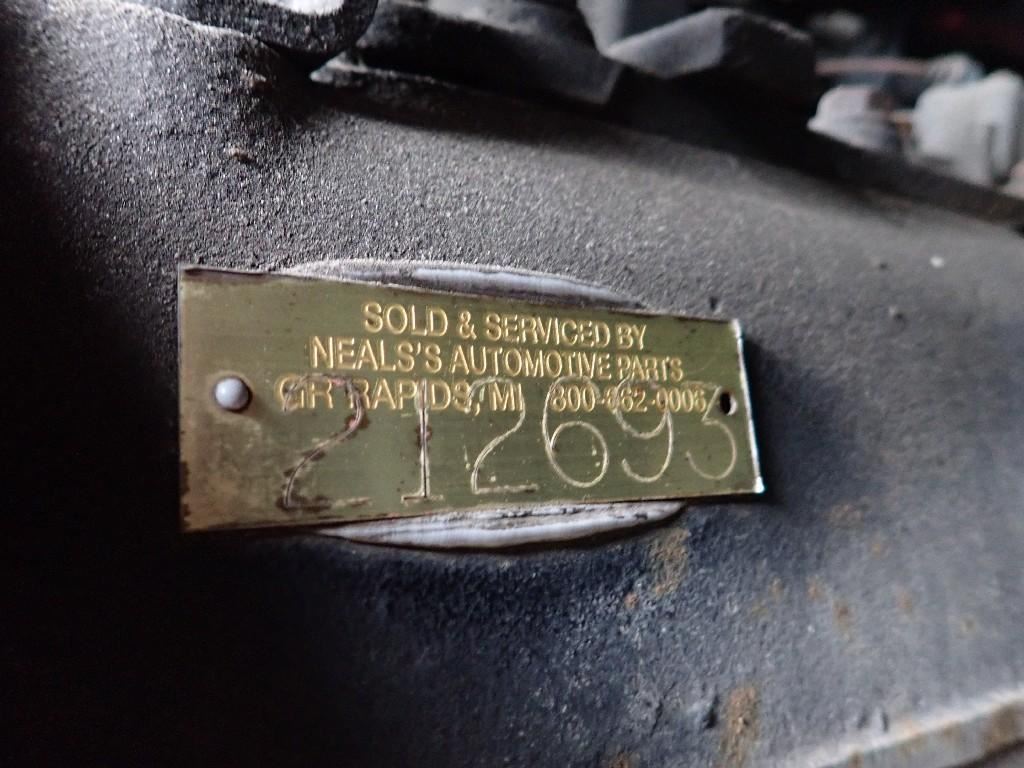 SOLD & SERVICED BY
NEALS'S AUTOMOTIVE PARTS
GR RAPIDS, MI 800-662-9006
212693